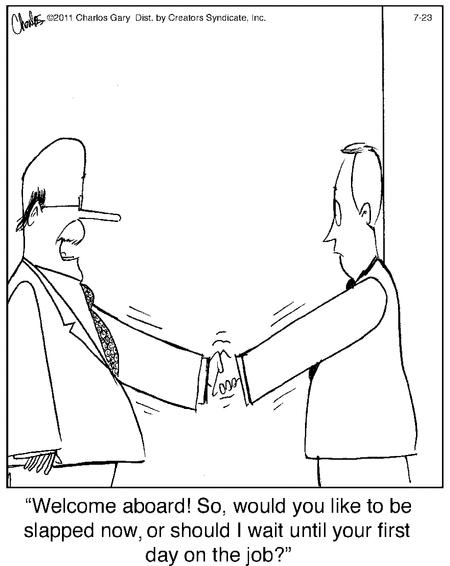 Charlos ©2011 Charlos Gary Dist. by Creators Syndicate, Inc. 7-23
“Welcome aboard! So, would you like to be
slapped now, or should I wait until your first
day on the job?”